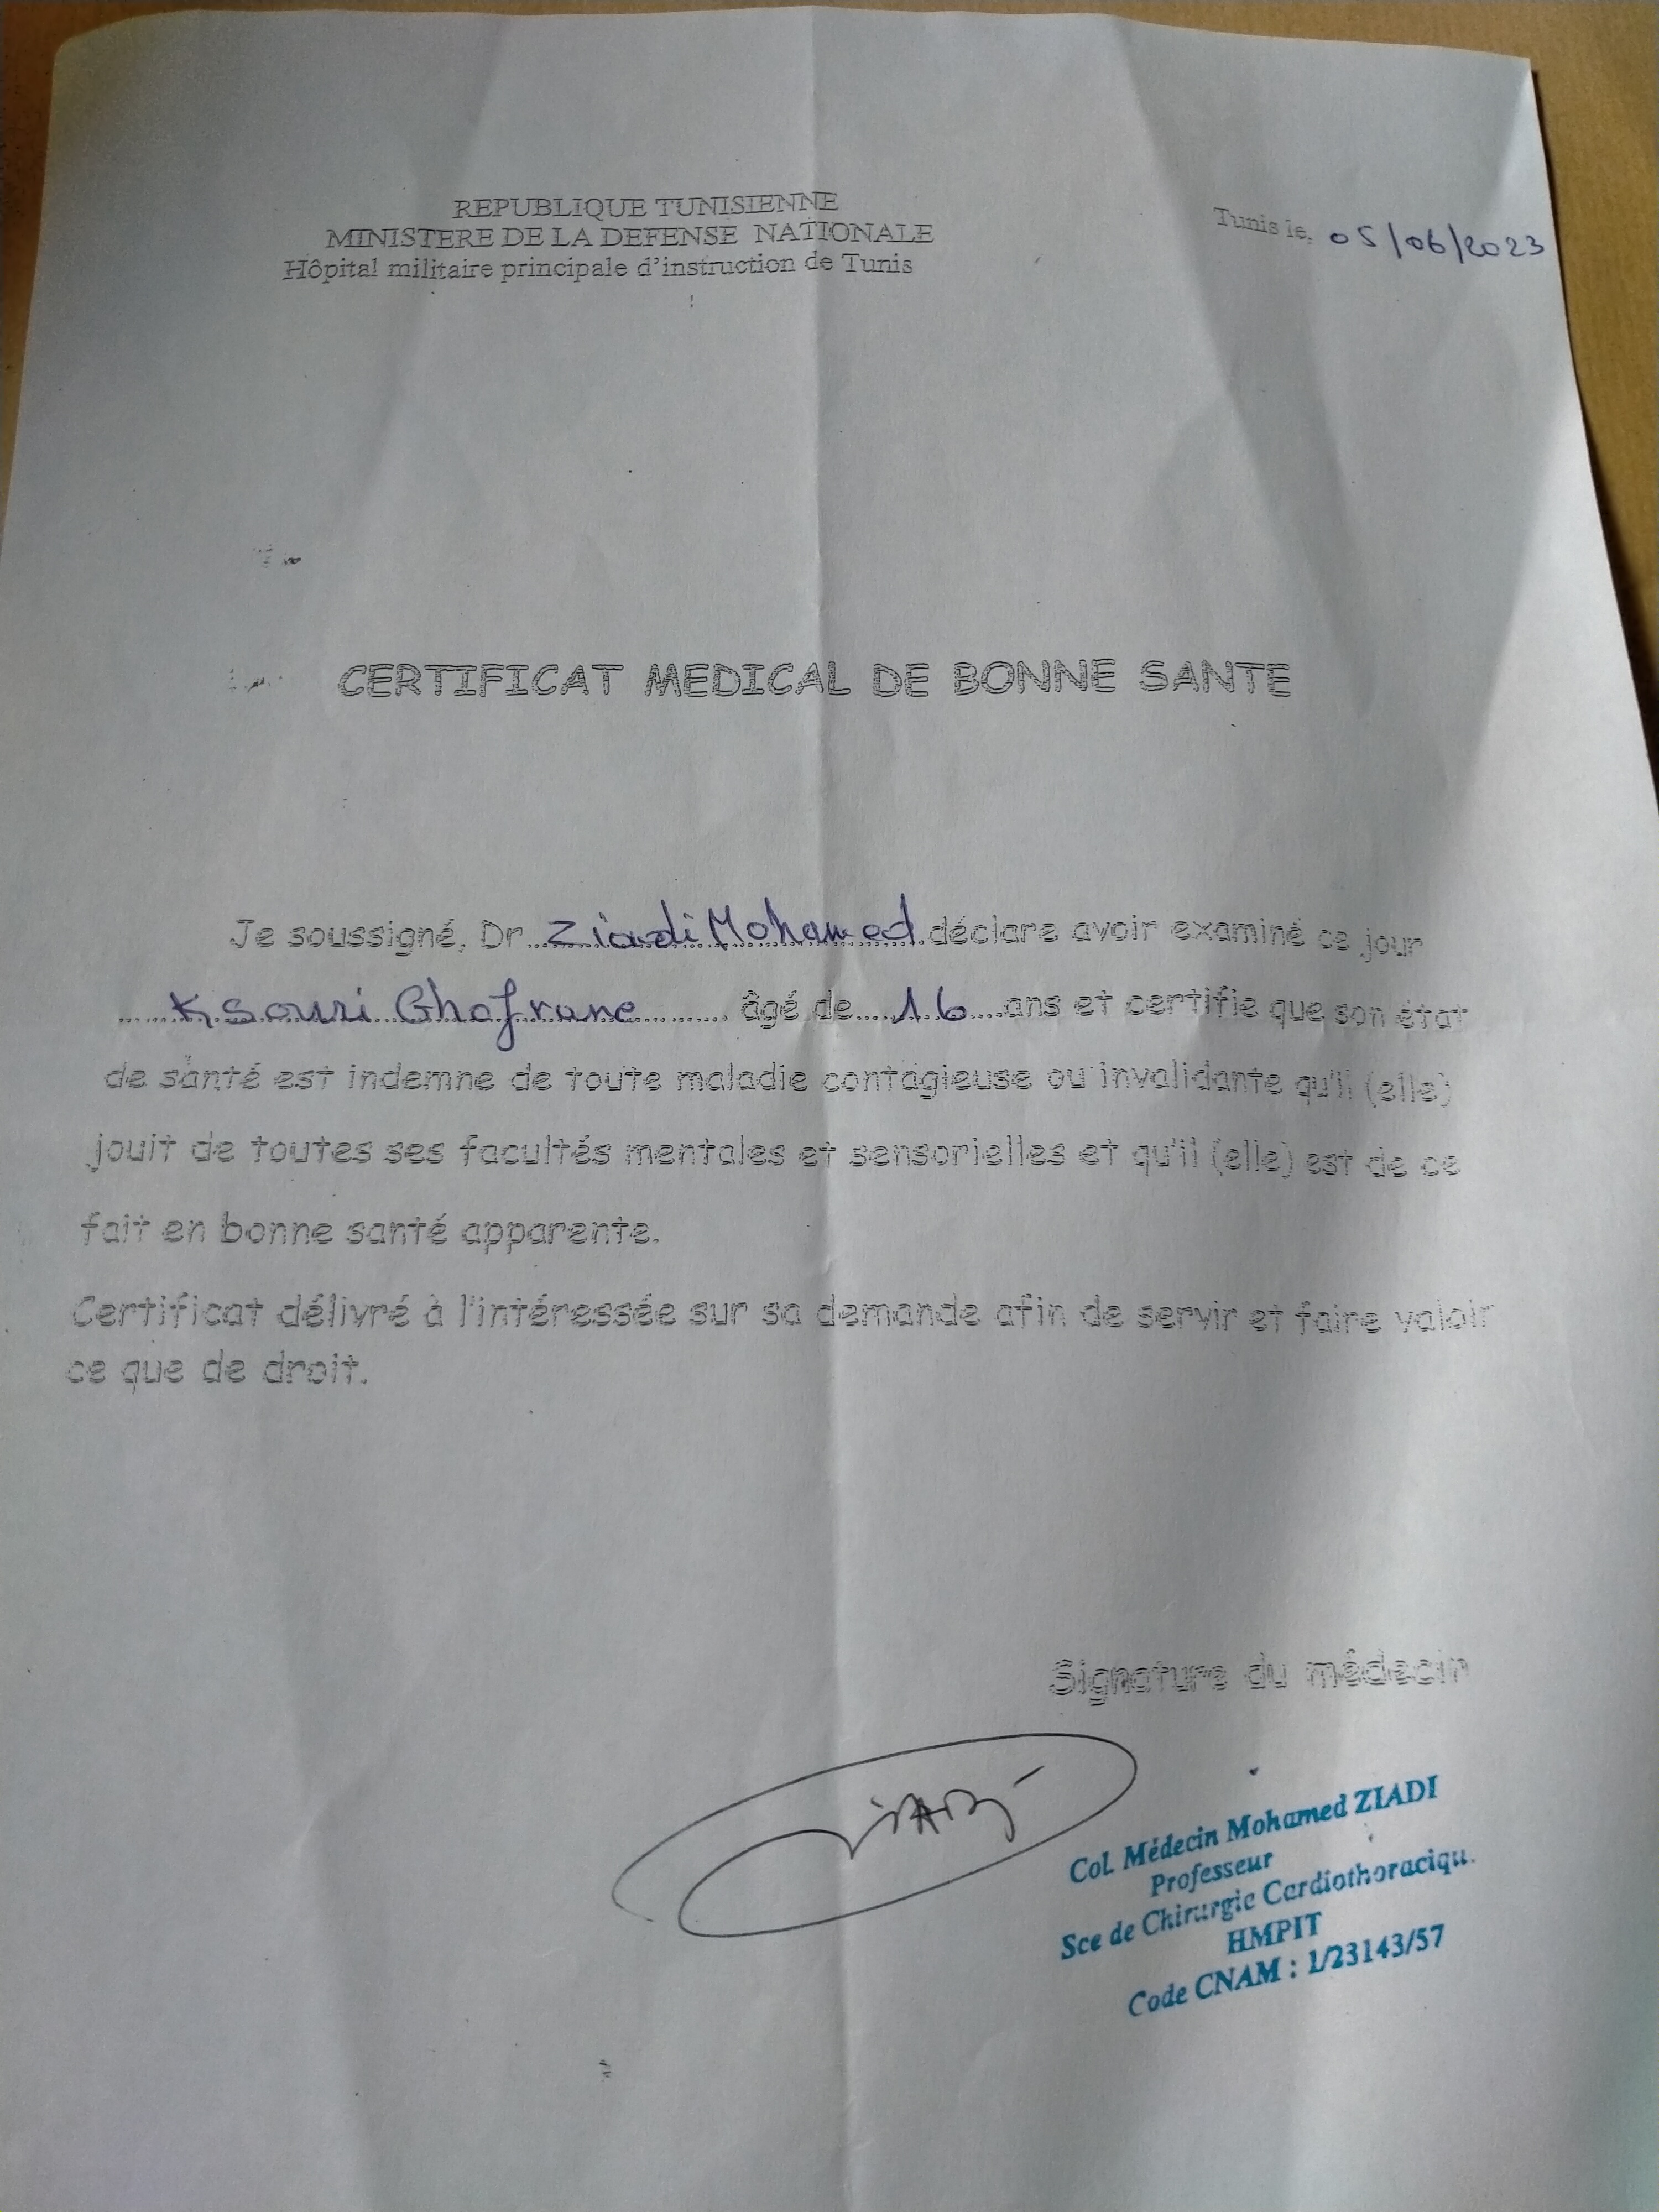 REPUBLIQUE TUNISIENNE
MINISTERE DE LA DEFENSE NATIONALE
Hôpital militaire principale d'instruction de Tunis
Tunis le, 05/06/2023
CERTIFICAT MEDICAL DE BONNE SANTE
Je soussigné, Dr Ziadi Mohamed déclare avoir examiné ce jour
Ksouri Ghofrane âgé de 16 ans et certifie que son état
de santé est indemne de toute maladie contagieuse ou invalidante qu'il (elle)
jouit de toutes ses facultés mentales et sensorielles et qu'il (elle) est de ce
fait en bonne santé apparente.
Certificat délivré à l'intéressée sur sa demande afin de servir et faire valoir
ce que de droit.
Signature du médecin
ZIADI
Col. Médecin Mohamed ZIADI
Professeur
Sce de Chirurgie Cardiothoraciqu.
HMPIT
Code CNAM : 1/23143/57